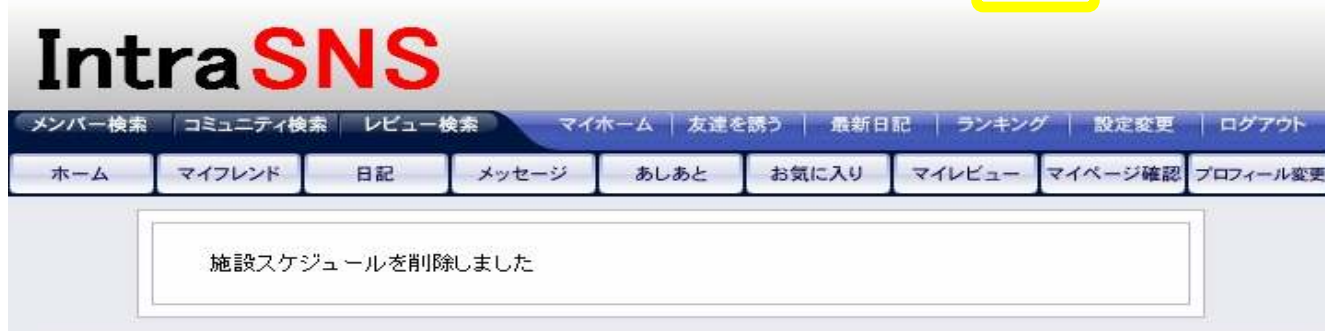 IntraSNS
メンバー検索 コミュニティ検索 レビュー検索 マイホーム 友達を誘う 最新日記 ランキング 設定変更 ログアウト
ホーム マイフレンド 日記 メッセージ あしあと お気に入り マイレビュー マイページ確認 プロフィール変更
施設スケジュールを削除しました